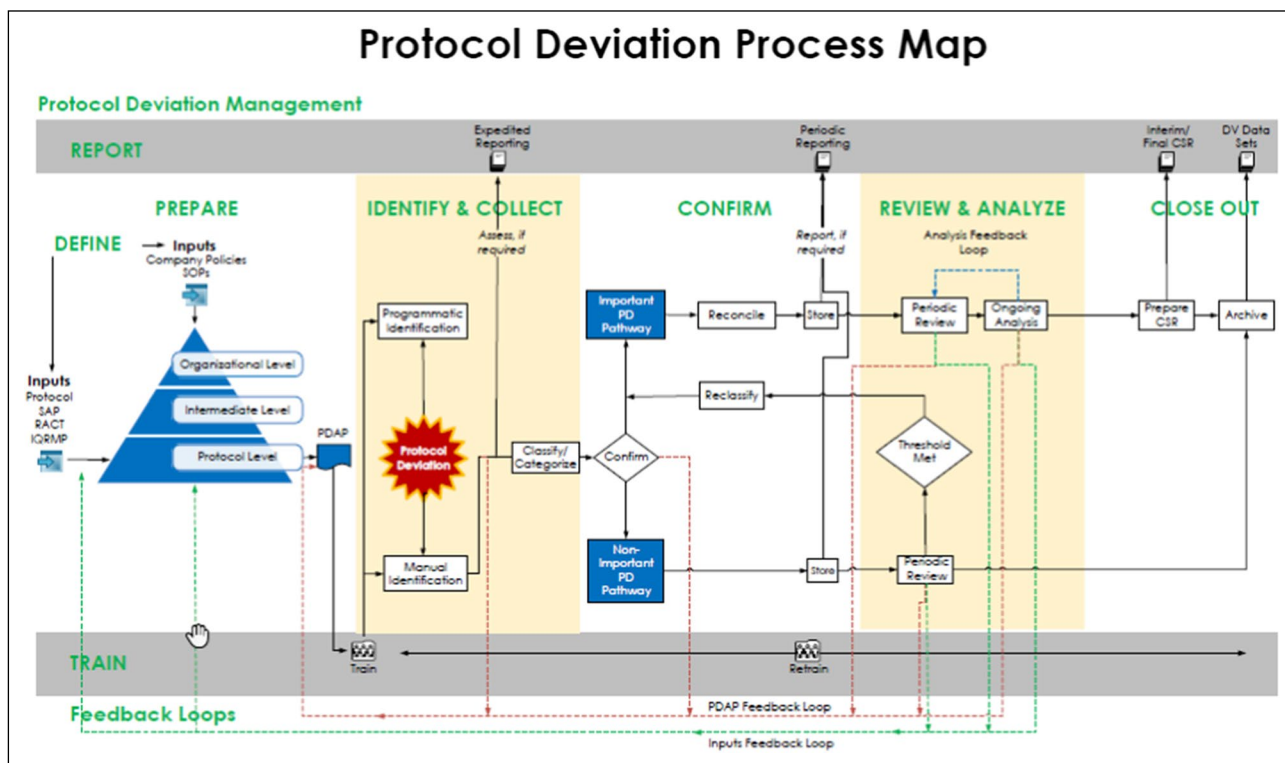 Protocol Deviation Process Map
Protocol Deviation Management
REPORT
Expedited
Reporting
Periodic
Reporting
Interim/
Final CSR
DV Data
Sets
PREPARE
IDENTIFY & COLLECT
CONFIRM
REVIEW & ANALYZE
CLOSE OUT
DEFINE
Inputs
Company Policies
SOPs
Assess, if
required
Report, if
required
Analysis Feedback
Loop
Programmatic
Identification
Important
PD
Pathway
Reconcile
Store
Periodic
Review
Ongoing
Analysis
Prepare
CSR
Archive
Organizational Level
Inputs
Protocol
SAP
RACT
IQRMP
Intermediate Level
Protocol Level
PDAP
Reclassify
Protocol
Deviation
Classify/
Categorize
Confirm
Threshold
Met
Manual
Identification
Non-
Important
PD
Pathway
Store
Periodic
Review
TRAIN
Train
Retrain
Feedback Loops
PDAP Feedback Loop
Inputs Feedback Loop